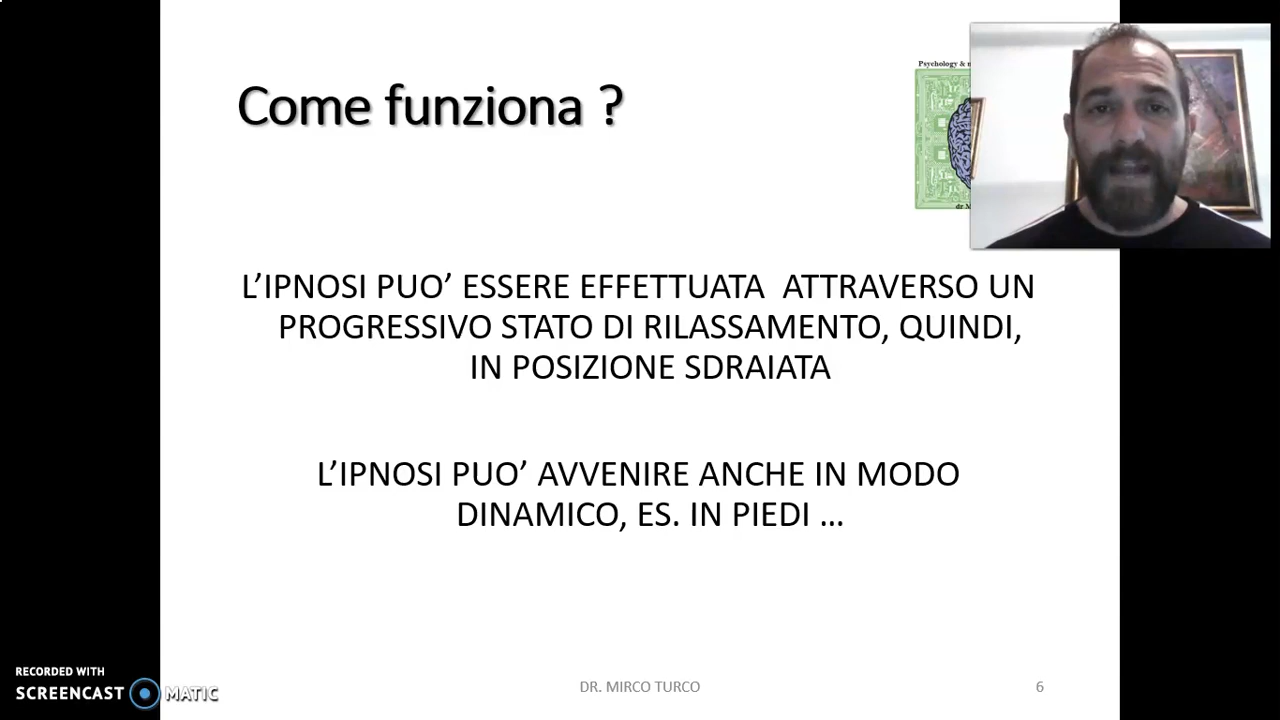 Come funziona ?
Psychology &
L’IPNOSI PUO’ ESSERE EFFETTUATA  ATTRAVERSO UN
PROGRESSIVO STATO DI RILASSAMENTO, QUINDI,
IN POSIZIONE SDRAIATA
L’IPNOSI PUO’ AVVENIRE ANCHE IN MODO
DINAMICO, ES. IN PIEDI …
RECORDED WITH
SCREENCAST MATIC
DR. MIRCO TURCO
6